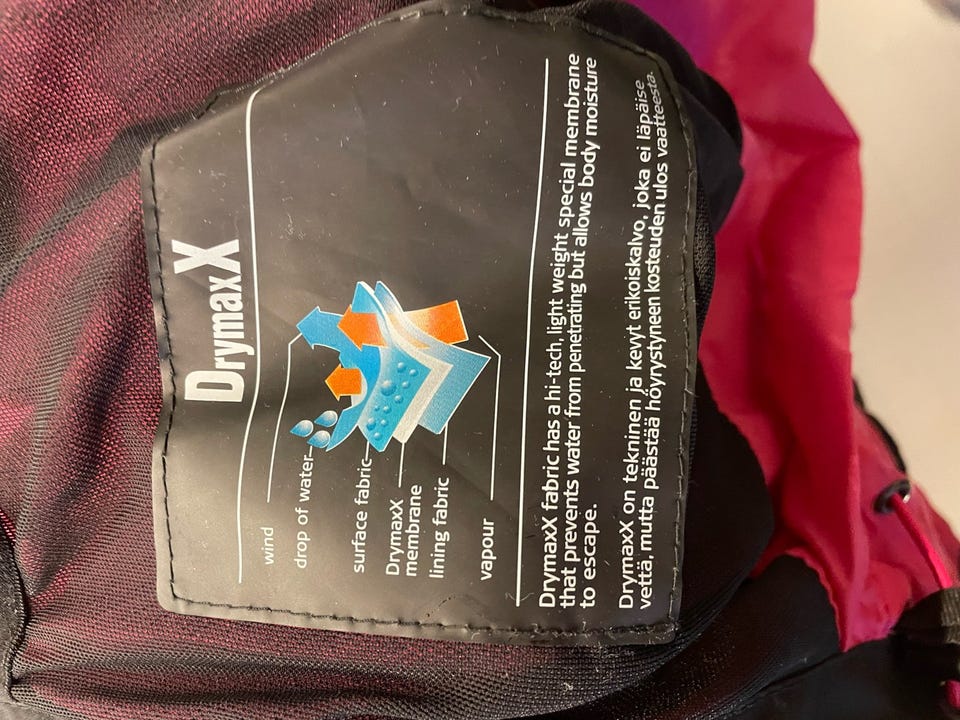 DrymaxX
wind
drop of water
surface fabric
DrymaxX
membrane
lining fabric
vapour
DrymaxX fabric has a hi-tech, light weight special membrane
that prevents water from penetrating but allows body moisture
to escape.
DrymaxX on tekninen ja kevyt erikoiskalvo, joka ei läpäise
vettä, mutta päästää höyrystyneen kosteuden ulos vaatteesta.